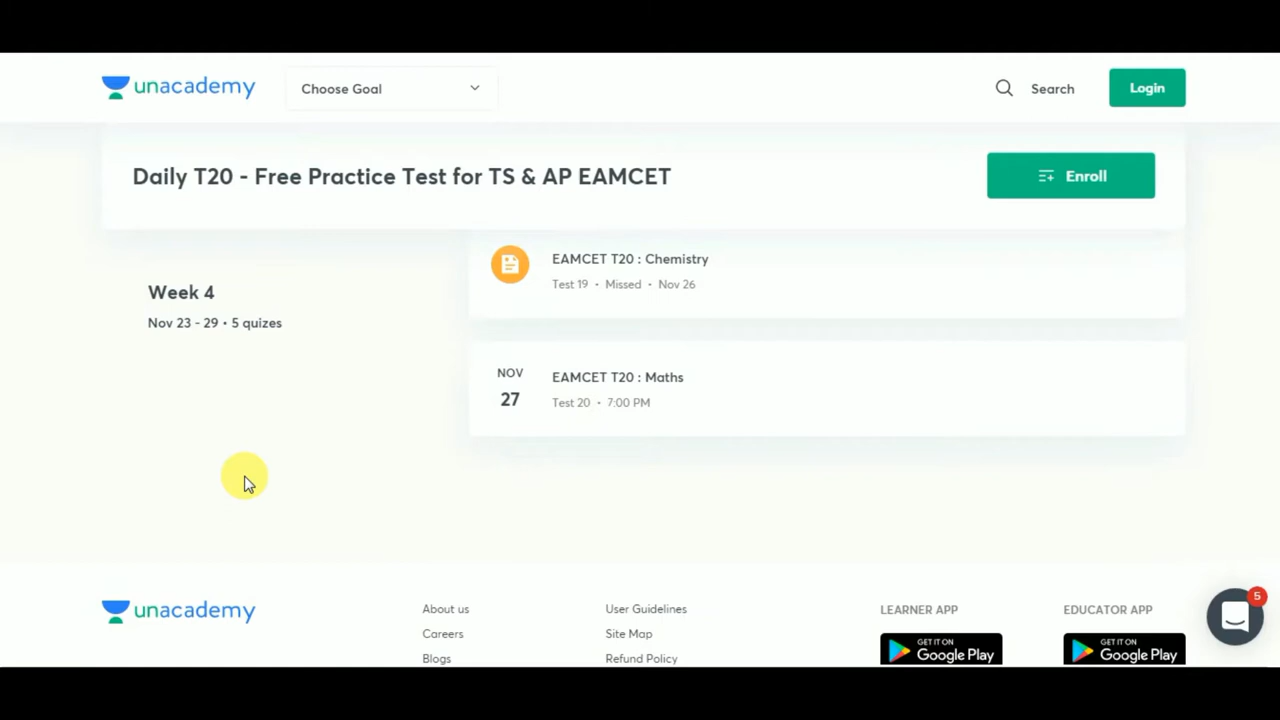 unacademy
Choose Goal
Search
Login
Daily T20 - Free Practice Test for TS & AP EAMCET
Enroll
EAMCET T20 : Chemistry
Test 19 • Missed • Nov 26
Week 4
Nov 23 - 29 • 5 quizes
NOV
27
EAMCET T20 : Maths
Test 20 • 7:00 PM
unacademy
About us
Careers
Blogs
User Guidelines
Site Map
Refund Policy
LEARNER APP
GET IT ON
Google Play
EDUCATOR APP
GET IT ON
Google Play
5